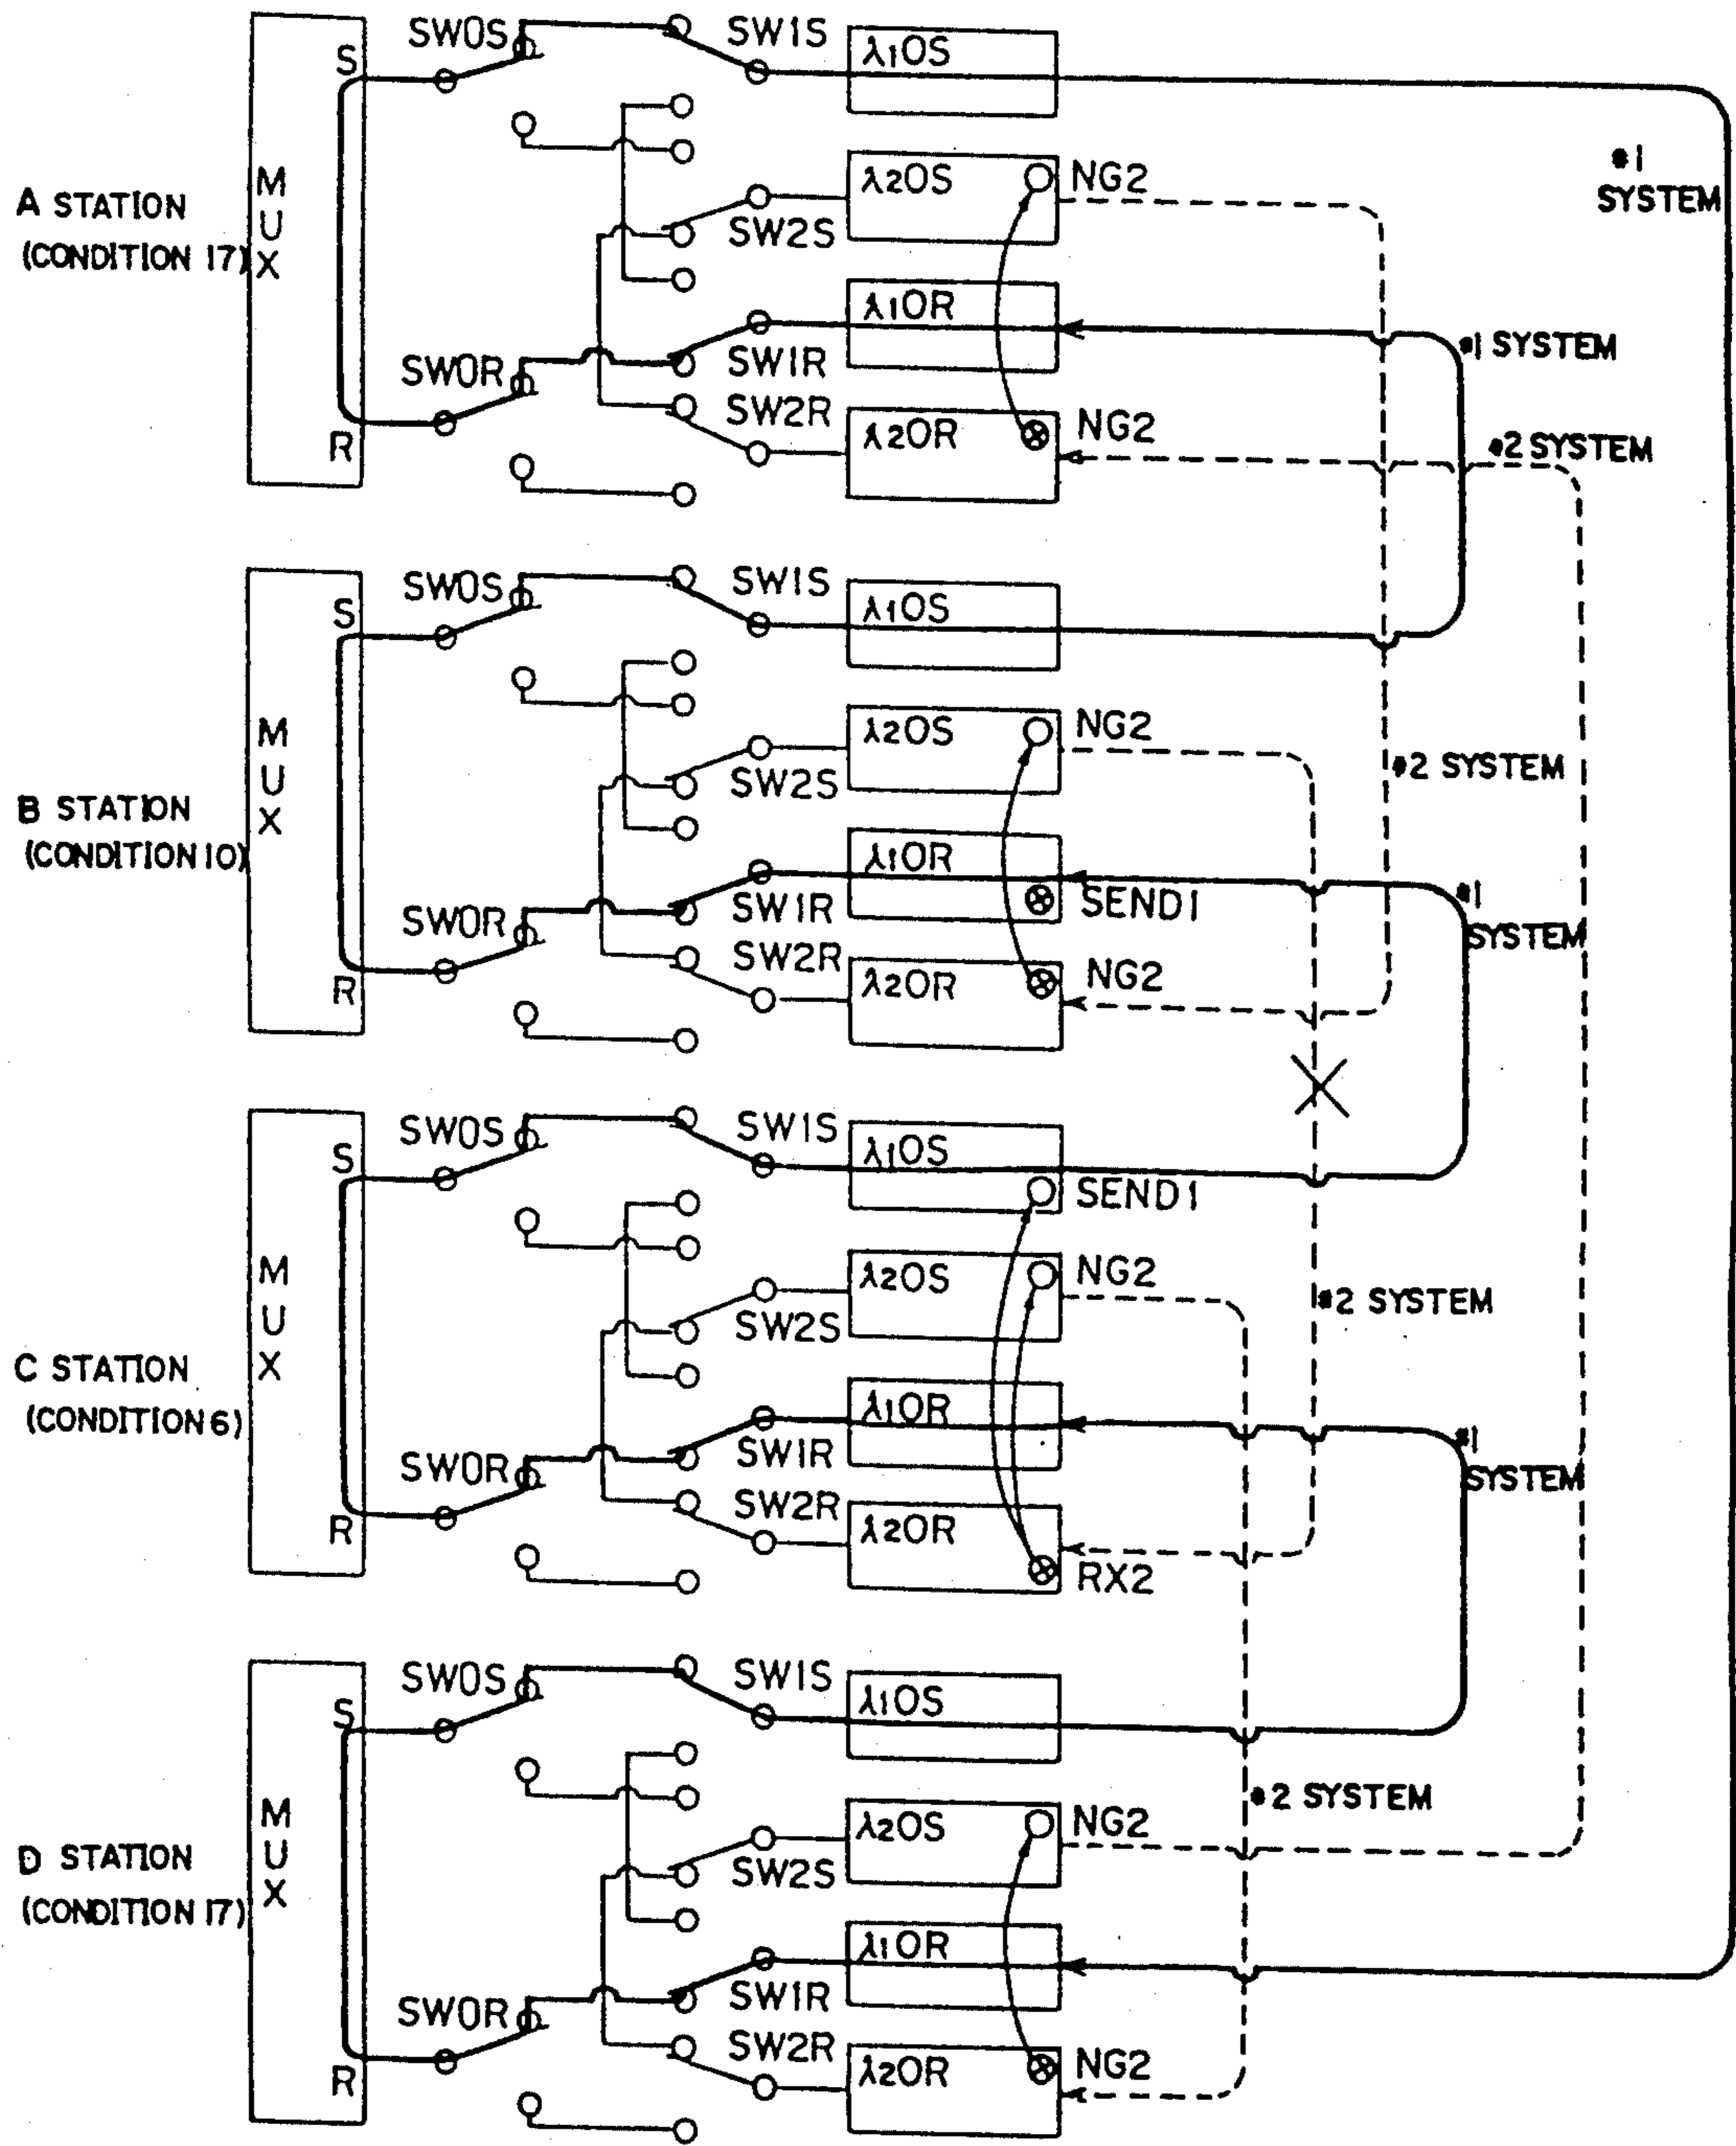 SW0S
SW1S
λ1OS
S
#1
SYSTEM
A STATION
(CONDITION 17)
MUX
λ2OS
NG2
SW2S
λ1OR
#1 SYSTEM
SW0R
SW1R
SW2R
λ2OR
NG2
#2 SYSTEM
R
SW0S
SW1S
λ1OS
S
B STATION
(CONDITION 10)
MUX
λ2OS
NG2
SW2S
#2 SYSTEM
λ1OR
SEND1
#1
SYSTEM
SW0R
SW1R
SW2R
λ2OR
NG2
R
SW0S
SW1S
λ1OS
S
SEND1
C STATION
(CONDITION 6)
MUX
λ2OS
NG2
SW2S
#2 SYSTEM
λ1OR
#1
SYSTEM
SW0R
SW1R
SW2R
λ2OR
RX2
R
SW0S
SW1S
λ1OS
S
#2 SYSTEM
D STATION
(CONDITION 17)
MUX
λ2OS
NG2
SW2S
λ1OR
SW0R
SW1R
SW2R
λ2OR
NG2
R